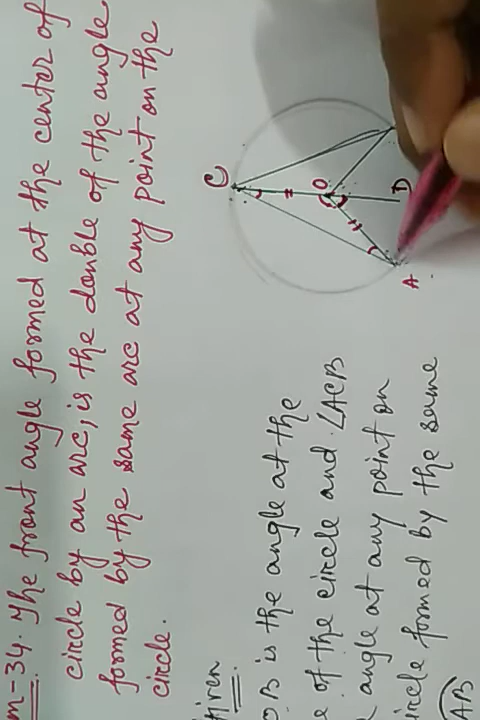 m-34. The front angle formed at the center of
circle by an arc, is the double of the angle
formed by the same arc at any point on the
circle.
Given
OB is the angle at the
e of the circle and ∠ACB
angle at any point on
ircle formed by the same
AB
C
O
D
A